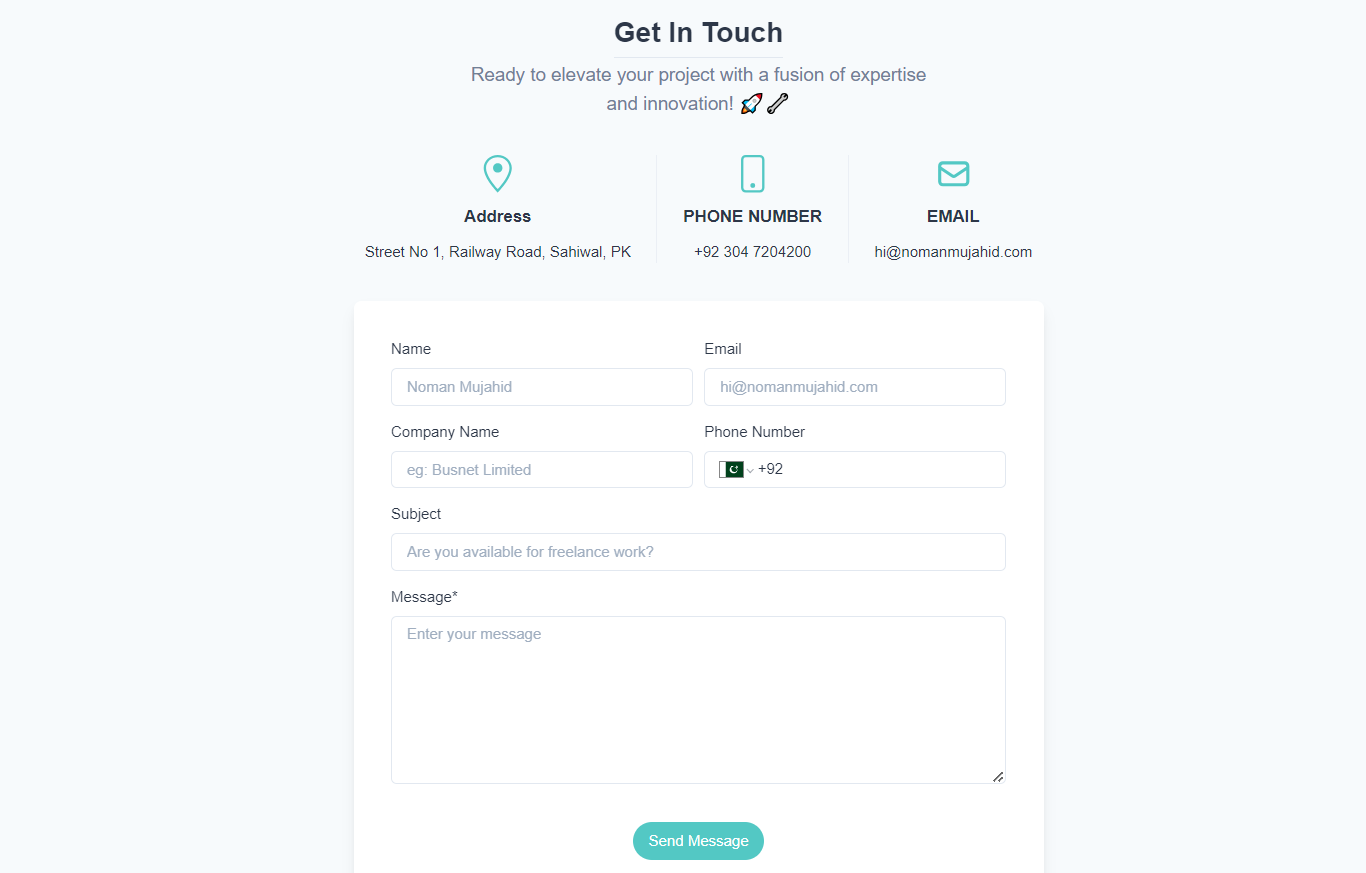 Get In Touch
Ready to elevate your project with a fusion of expertise
and innovation! 🚀🔧
Address
Street No 1, Railway Road, Sahiwal, PK
PHONE NUMBER
+92 304 7204200
EMAIL
hi@nomanmujahid.com
Name
Noman Mujahid
Email
hi@nomanmujahid.com
Company Name
eg: Busnet Limited
Phone Number
+92
Subject
Are you available for freelance work?
Message*
Enter your message
Send Message